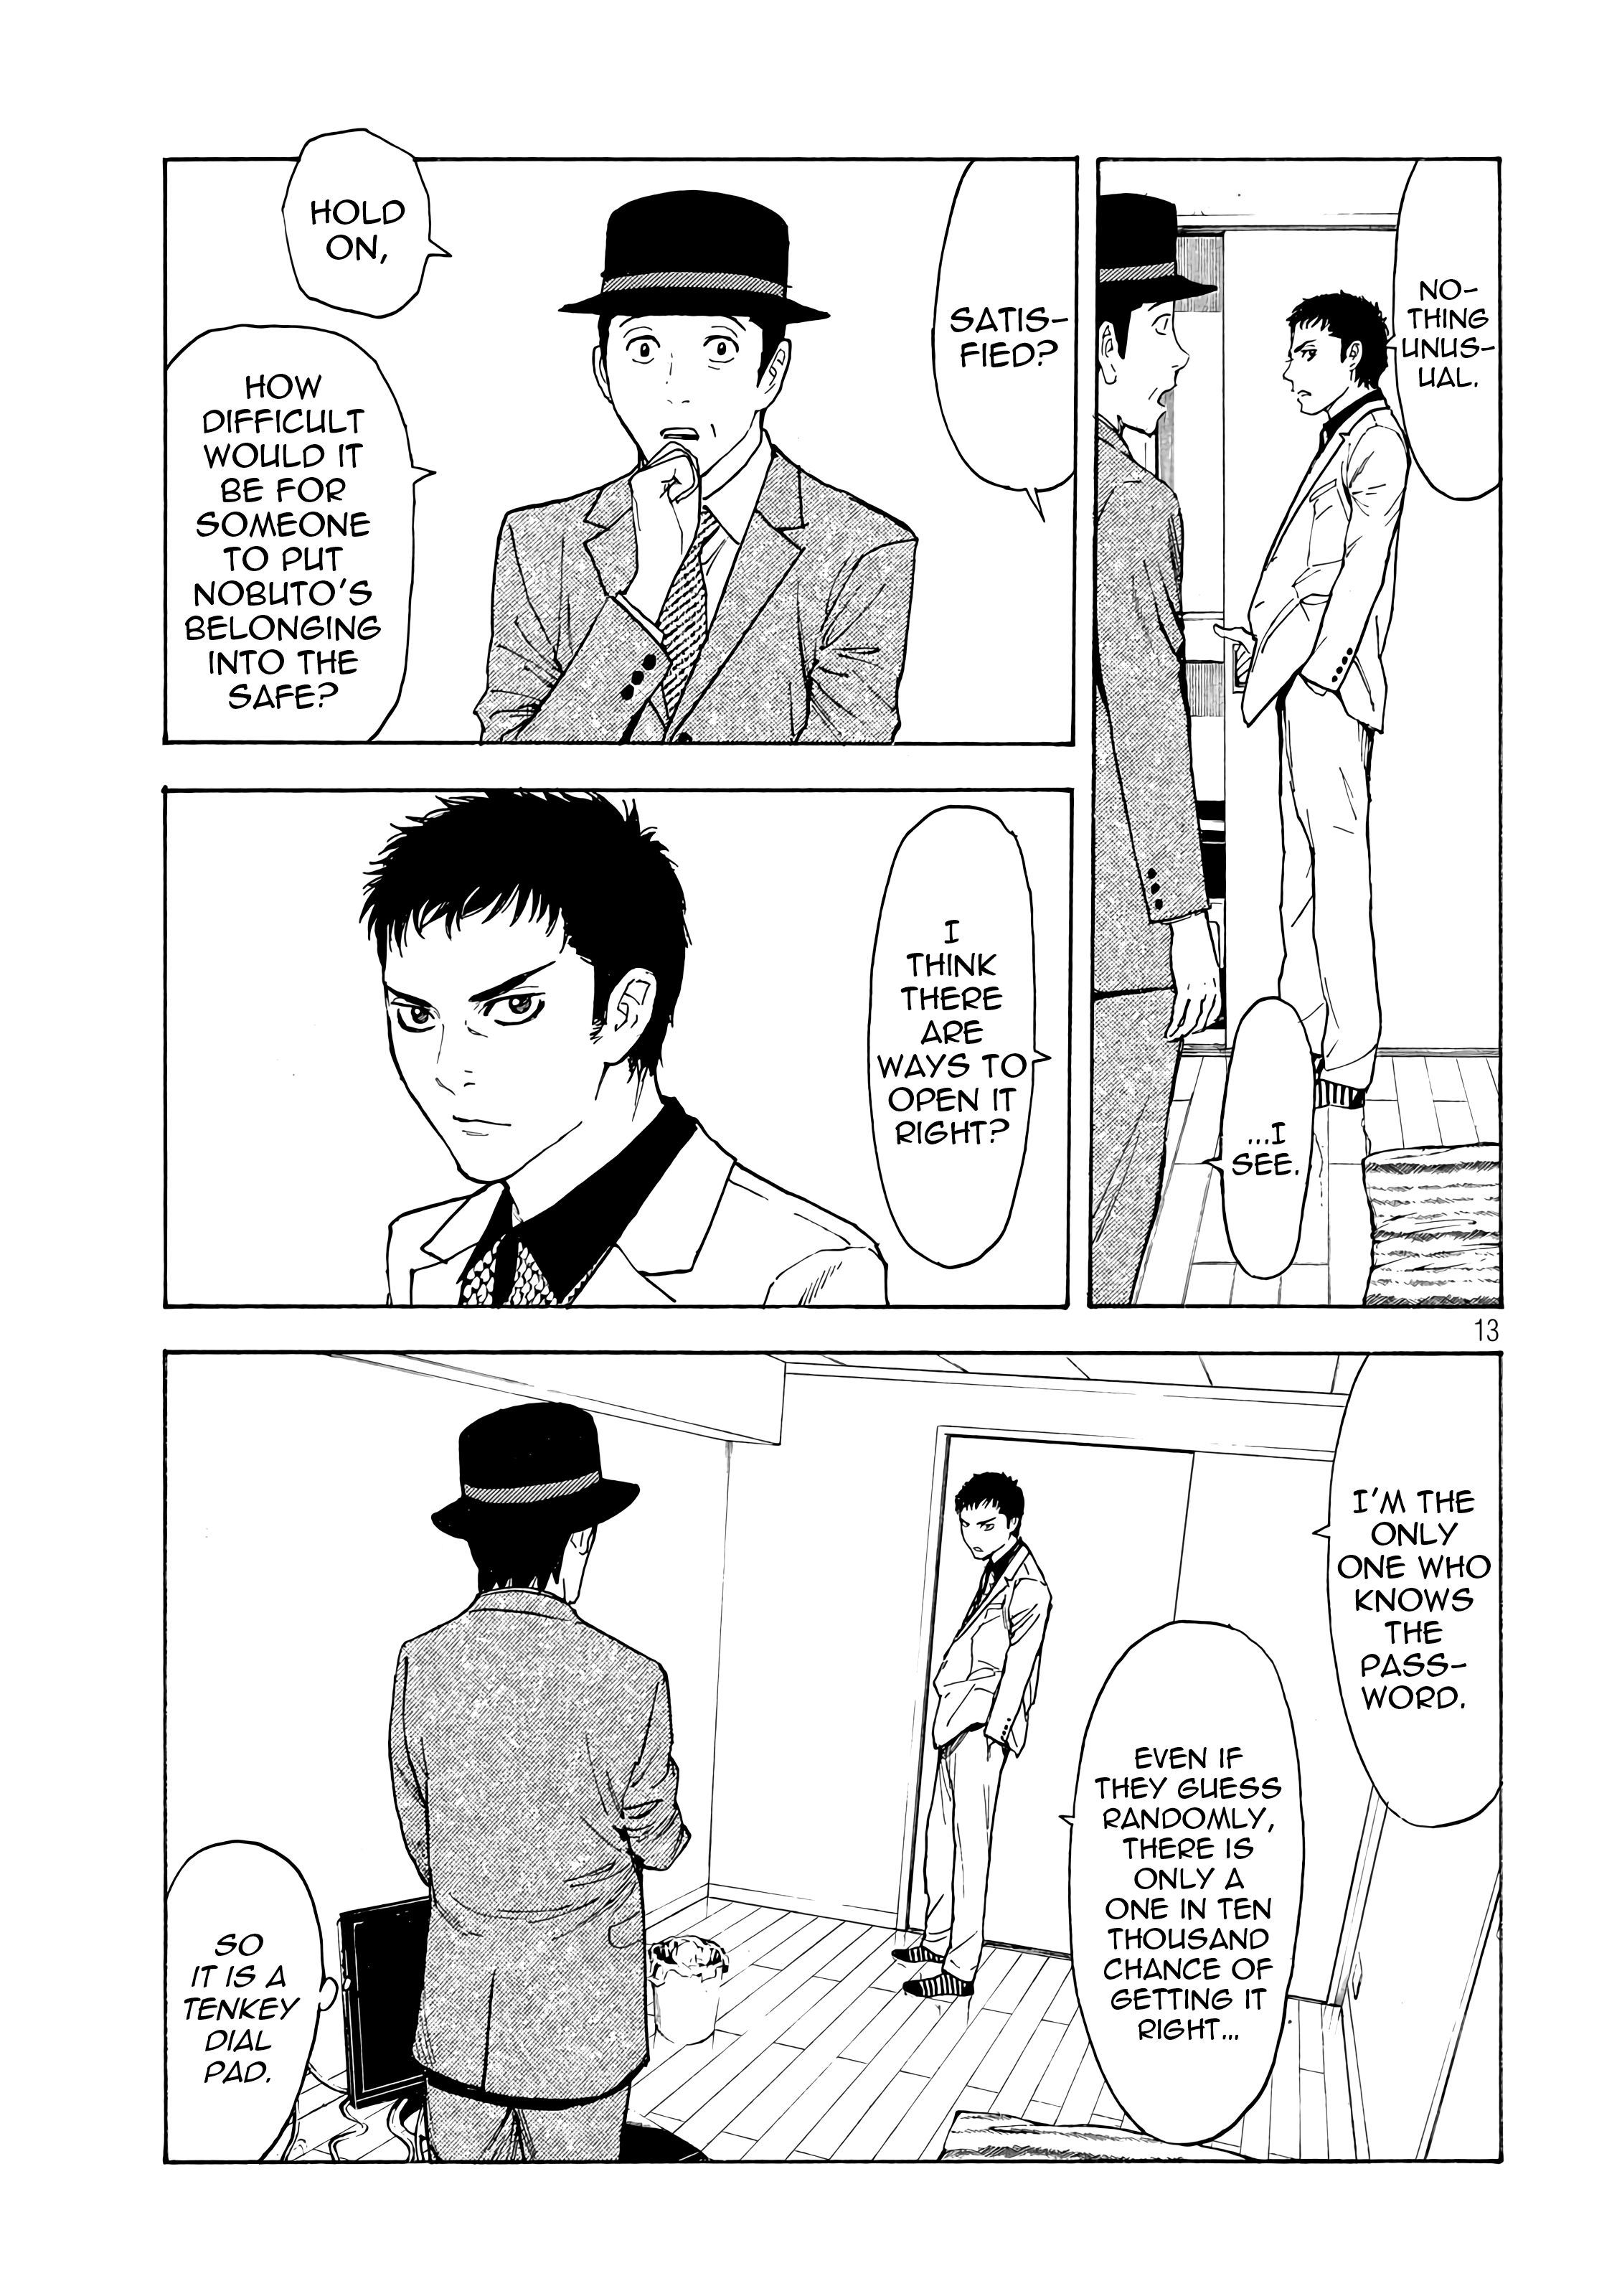 NO-
THING
UNUS-
UAL.
...I
SEE.
SATIS-
FIED?
HOLD
ON,
HOW
DIFFICULT
WOULD IT
BE FOR
SOMEONE
TO PUT
NOBUTO'S
BELONGING
INTO THE
SAFE?
I
THINK
THERE
ARE
WAYS TO
OPEN IT
RIGHT?
13
I'M THE
ONLY
ONE WHO
KNOWS
THE
PASS-
WORD.
EVEN IF
THEY GUESS
RANDOMLY,
THERE IS
ONLY A
ONE IN TEN
THOUSAND
CHANCE OF
GETTING IT
RIGHT...
SO
IT IS A
TENKEY
DIAL
PAD.